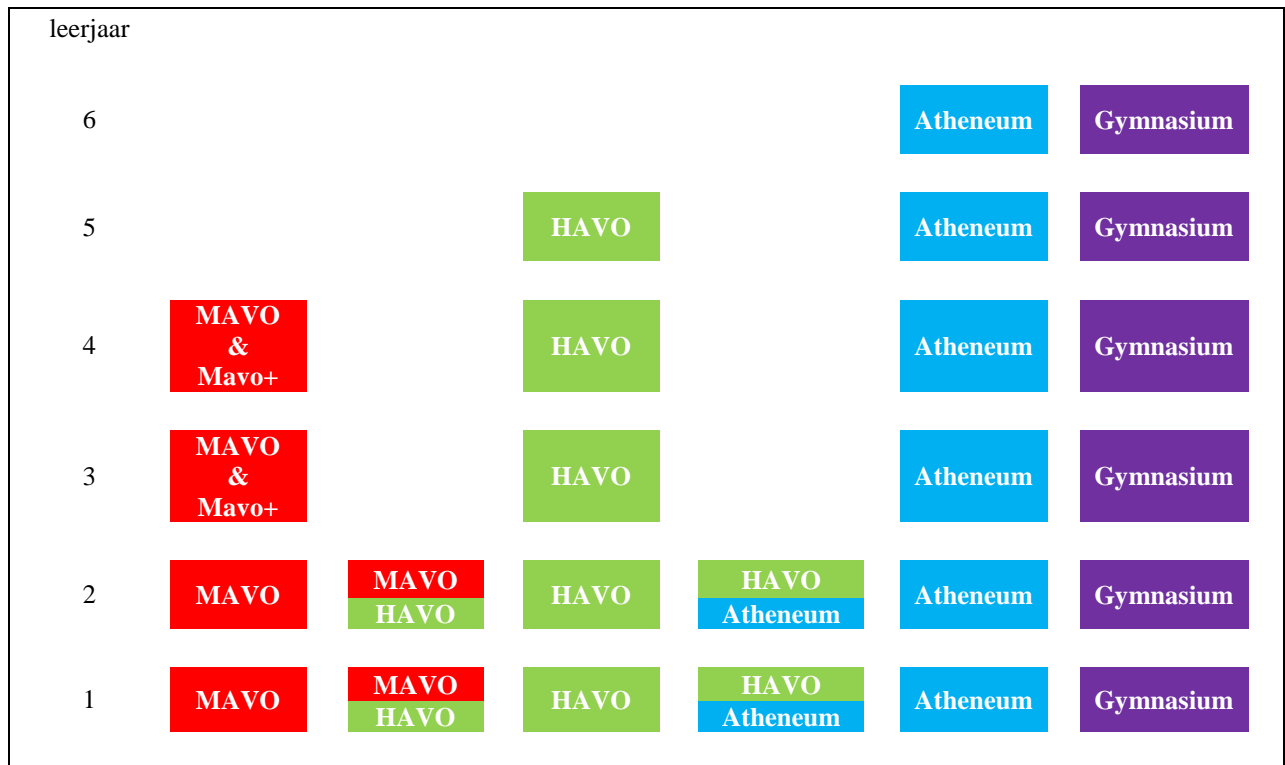 leerjaar
6 Atheneum Gymnasium
5 HAVO Atheneum Gymnasium
MAVO
4 & HAVO Atheneum Gymnasium
Mavo+
MAVO
3 & HAVO Atheneum Gymnasium
Mavo+
MAVO HAVO
2 MAVO HAVO Atheneum Gymnasium
HAVO Atheneum
MAVO HAVO
1 MAVO HAVO Atheneum Gymnasium
HAVO Atheneum